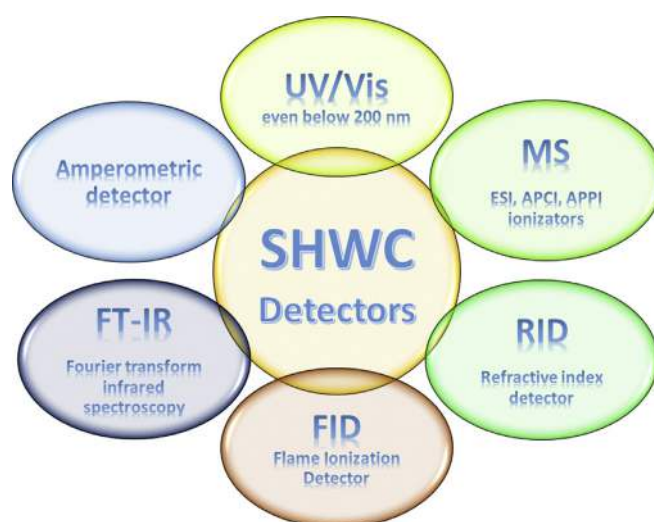 UV/Vis
even below 200 nm
Amperometric
detector
MS
ESI, APCI, APPI
ionizators
SHWC
Detectors
FT-IR
Fourier transform
infrared
spectroscopy
RID
Refractive index
detector
FID
Flame Ionization
Detector